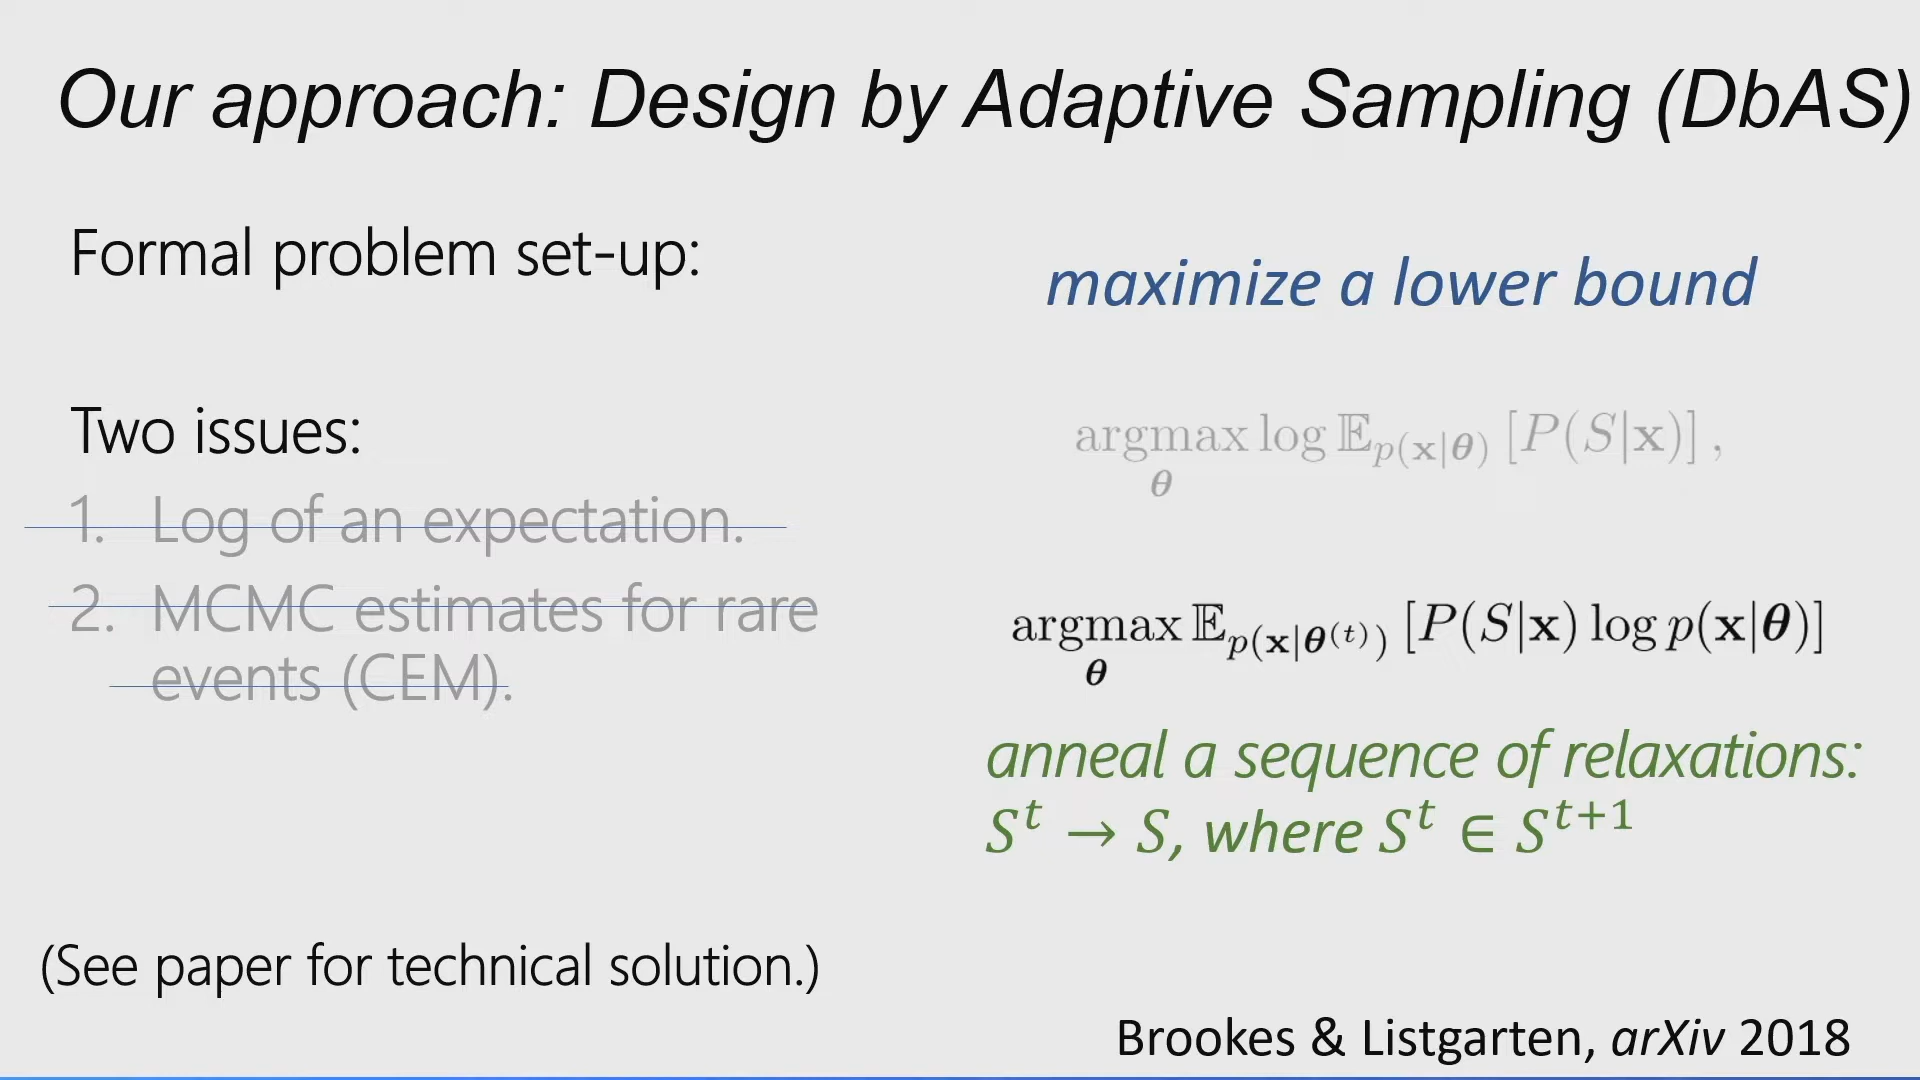 Our approach: Design by Adaptive Sampling (DbAS)
Formal problem set-up:
maximize a lower bound
Two issues:
argmax log 𝔼_{p(𝐱|𝜽)} [P(S|𝐱)] ,
𝜽
1. Log of an expectation.
2. MCMC estimates for rare
events (CEM).
argmax 𝔼_{p(𝐱|𝜽^{(t)})} [P(S|𝐱) log p(𝐱|𝜽)]
𝜽
anneal a sequence of relaxations:
S^t → S, where S^t ∈ S^{t+1}
(See paper for technical solution.)
Brookes & Listgarten, arXiv 2018